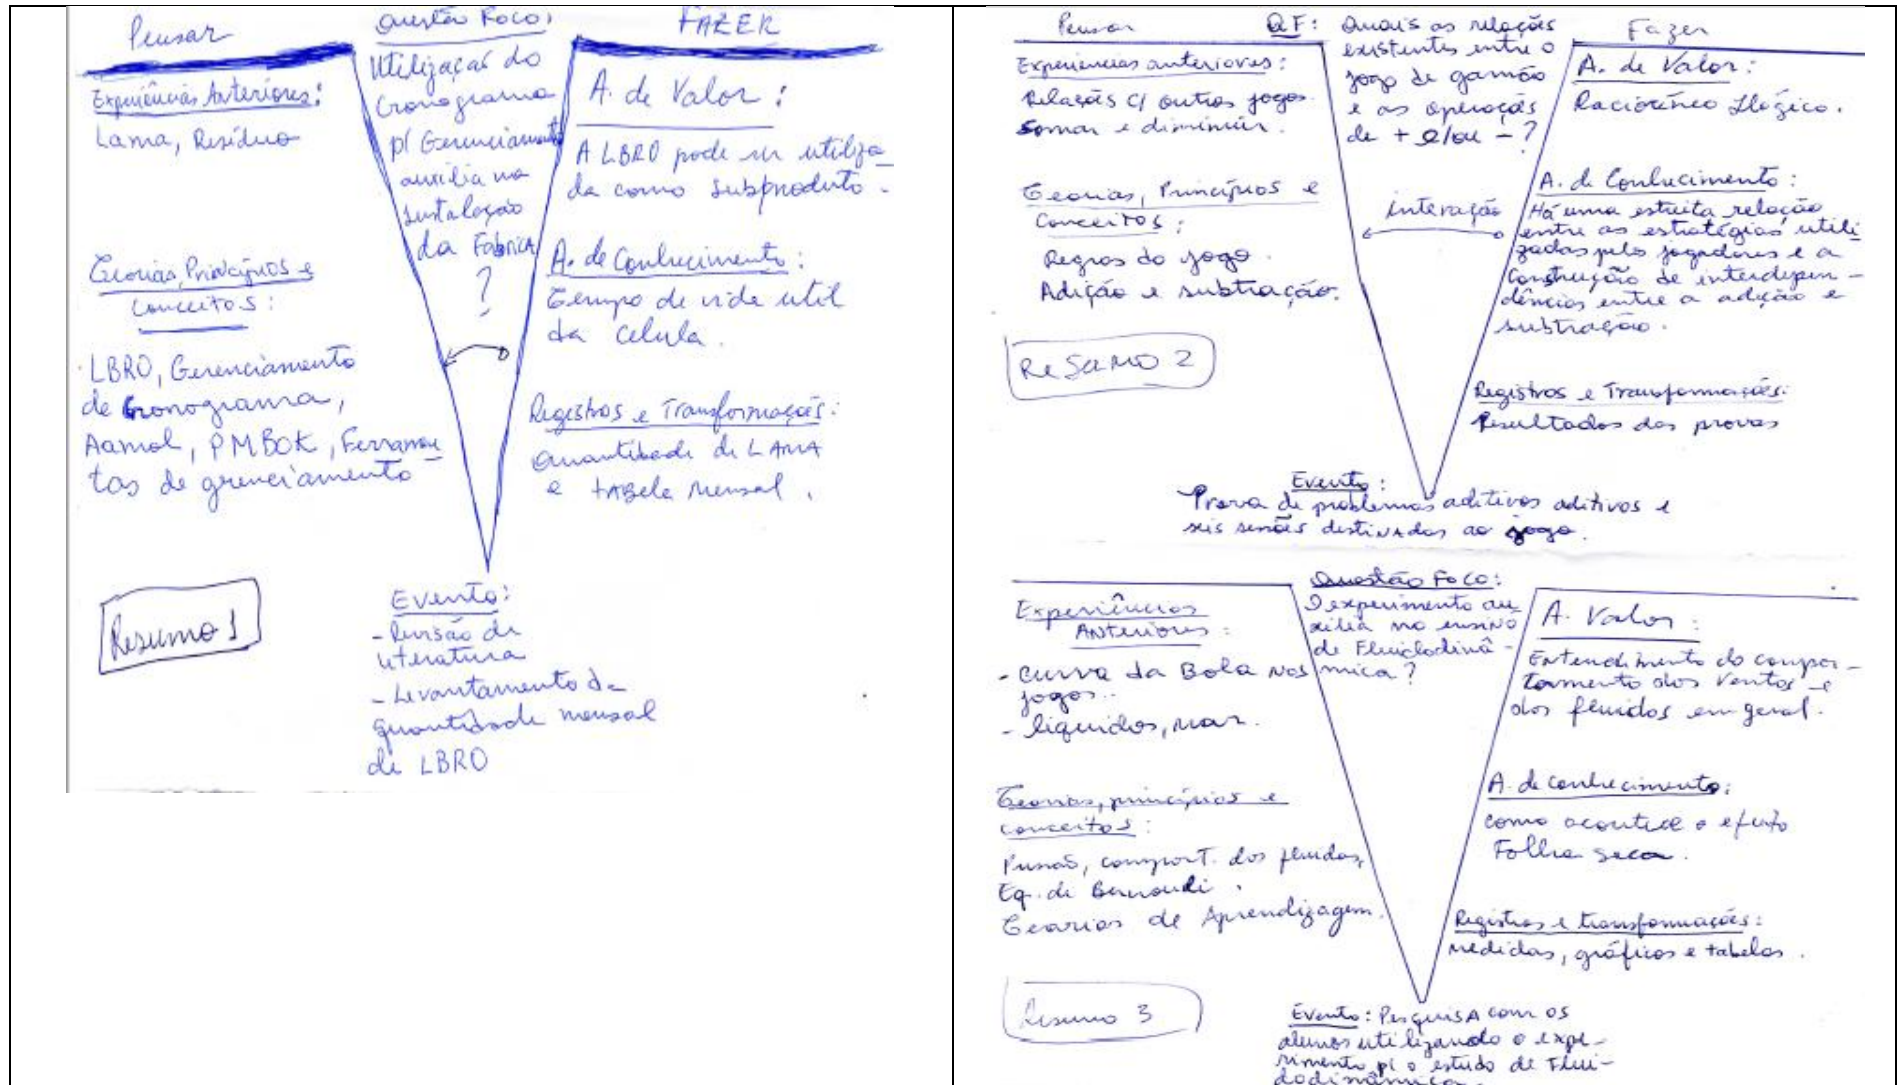 Pensar
Questão Foco:
FAZER
Experiências Anteriores:
Lama, Resíduo
Utilização do
Cronograma
p/ Gerenciamento
auxilia na
Instalação
da Fabrica
?
A. de Valor:
A LBRO pode ser utiliza
da como subproduto.
Teorias, Princípios e
Conceitos:
LBRO, Gerenciamento
de Cronograma,
Aamol, PMBOK, Ferramen
tas de gerenciamento
A. de Conhecimento:
Tempo de vida util
da celula.
Registros e Transformações:
Quantidade de LAMA
e tabela mensal.
Resumo 1
Evento:
- Revisão de
literatura
- Levantamento da
quantidade mensal
de LBRO
Pensar
QF: Quais as relações
existentes entre o
jogo de gamão
e as operações
de + e/ou - ?
Fazer
Experiencias anteriores:
Relações c/ outros jogos
somar e diminuir.
A. de Valor:
Raciocíneo Lógico.
Teorias, Princípios e
Conceitos:
Regras do jogo.
Adição e subtração.
interação
A. de Conhecimento:
Há uma estreita relação
entre as estratégias utili
zadas pelos jogadores e a
construção de interdepen-
dências entre a adição e
subtração.
Resumo 2
Registros e Transformações:
Resultados das provas
Evento:
Prova de problemas aditivos aditivos e
seis sessões destinadas ao jogo.
Questão Foco:
O experimento au-
xilia no ensino
de Fluidodinâ-
mica?
Experiências
Anteriores:
- curva da Bola nos
jogos..
- liquidos, mar.
A. Valor:
Entendimento do compor-
tamento dos ventos e
dos fluidos em geral.
Teorias, princípios e
conceitos:
Pressão, comport. dos fluidos,
Eq. de Bernoudi.
Teorias de Aprendizagem.
A. de conhecimento:
como acontece o efeito
Folha seca.
Registros e transformações:
medidas, gráficos e tabelas.
Resumo 3
Evento: Pesquisa com os
alunos utilizando o expe-
rimento p/ o estudo de Flui-
dodinâmica.